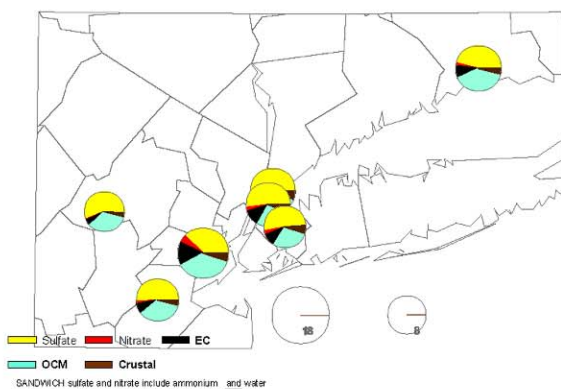 18 8
Sulfate Nitrate EC
OCM Crustal
SANDWICH sulfate and nitrate include ammonium and water